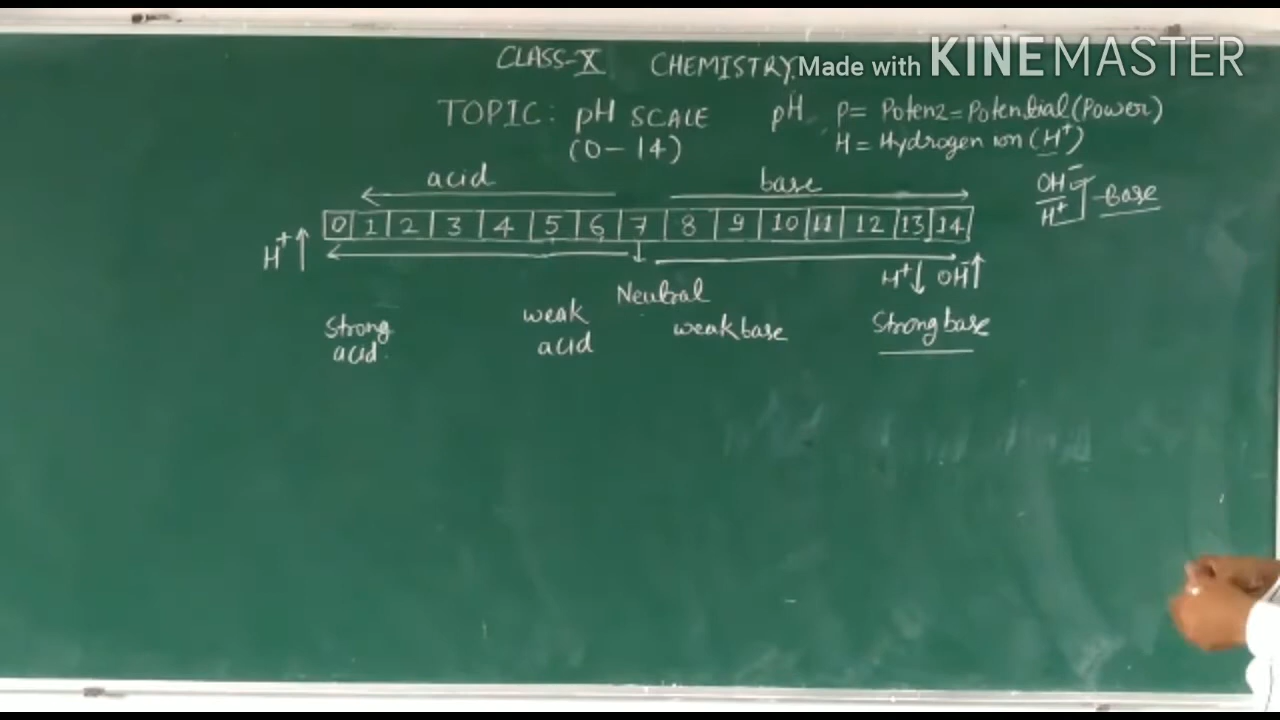 CLASS-X CHEMISTRY
Made with KINEMASTER
TOPIC: pH SCALE
(0-14)
pH P= Potenz=Potential(Power)
H= Hydrogen ion (H⁺)
acid base
OH⁻
H⁺
-Base
0 1 2 3 4 5 6 7 8 9 10 11 12 13 14
H⁺↑
H⁺↓ OH⁻↑
Neutral
strong acid.
weak acid
weak base
Strong base